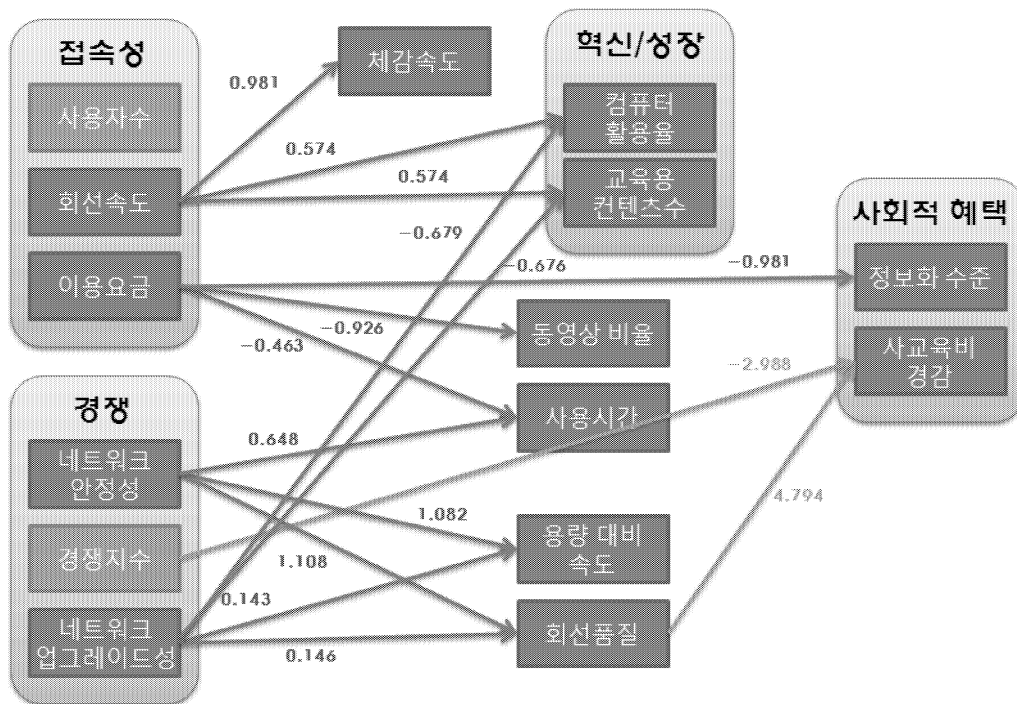 접속성
사용자수
회선속도
이용요금
0.981
체감속도
0.574
0.574
혁신/성장
컴퓨터
활용율
교육용
컨텐츠수
-0.679
-0.676
-0.981
-0.926
-0.463
사회적 혜택
정보화 수준
사교육비
경감
동영상 비율
사용시간
-2.988
경쟁
네트워크
안정성
경쟁지수
네트워크
업그레이드성
0.648
1.082
1.108
0.143
0.146
용량 대비
속도
회선품질
4.794